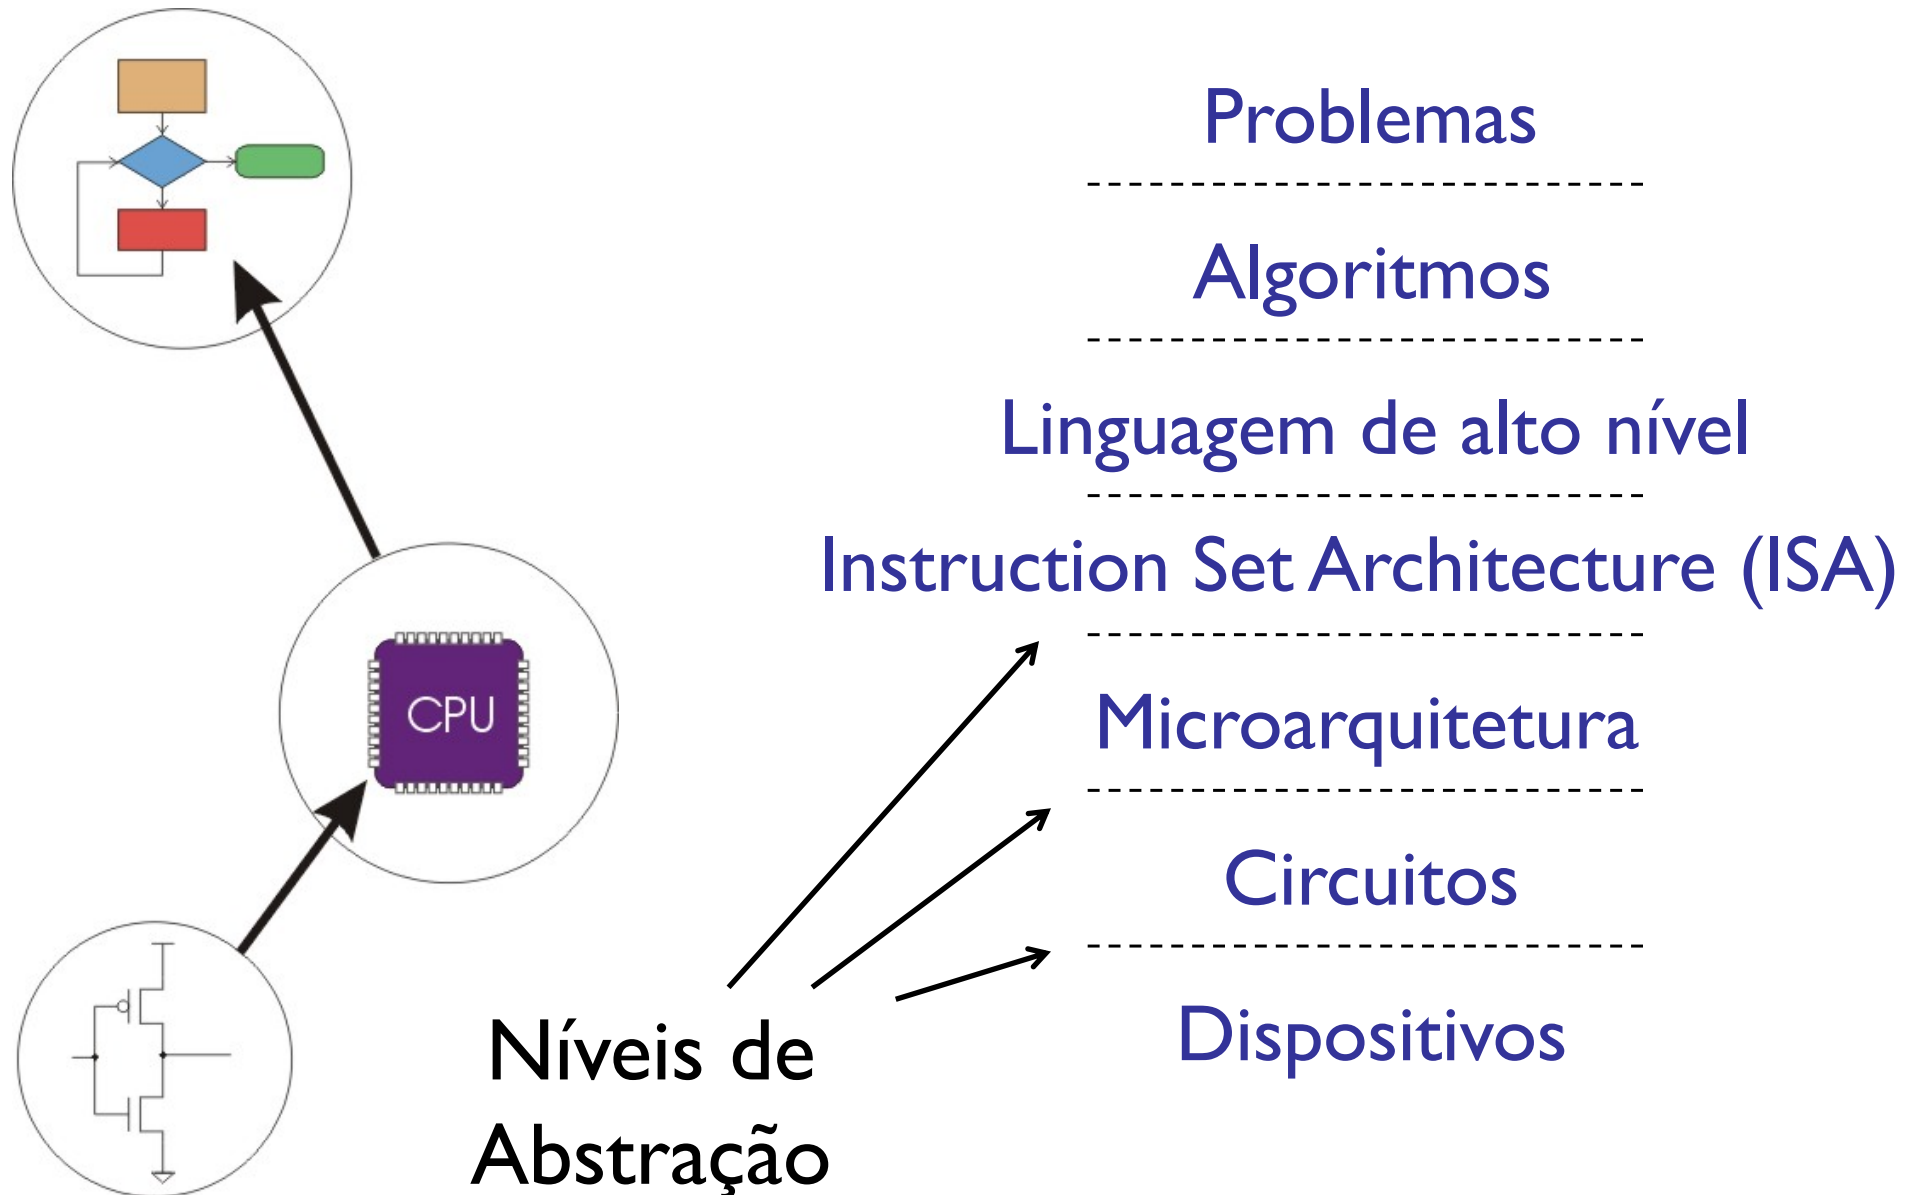 Problemas
Algoritmos
Linguagem de alto nível
Instruction Set Architecture (ISA)
CPU
Microarquitetura
Circuitos
Dispositivos
Níveis de
Abstração